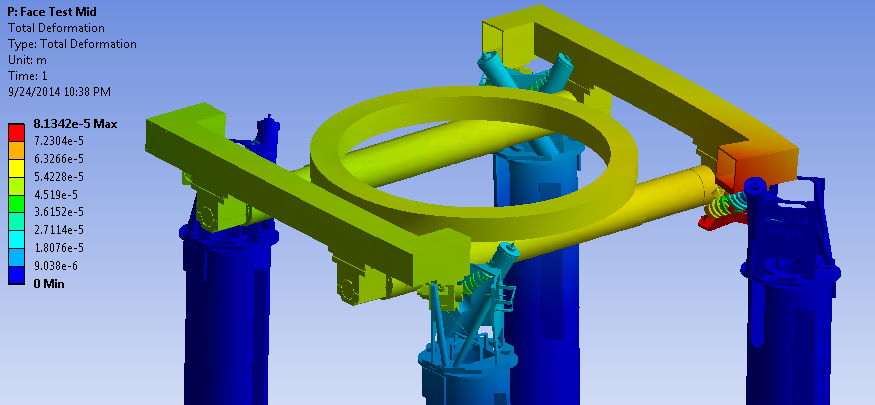 P: Face Test Mid
Total Deformation
Type: Total Deformation
Unit: m
Time: 1
9/24/2014 10:38 PM
8.1342e-5 Max
7.2304e-5
6.3266e-5
5.4228e-5
4.519e-5
3.6152e-5
2.7114e-5
1.8076e-5
9.038e-6
0 Min